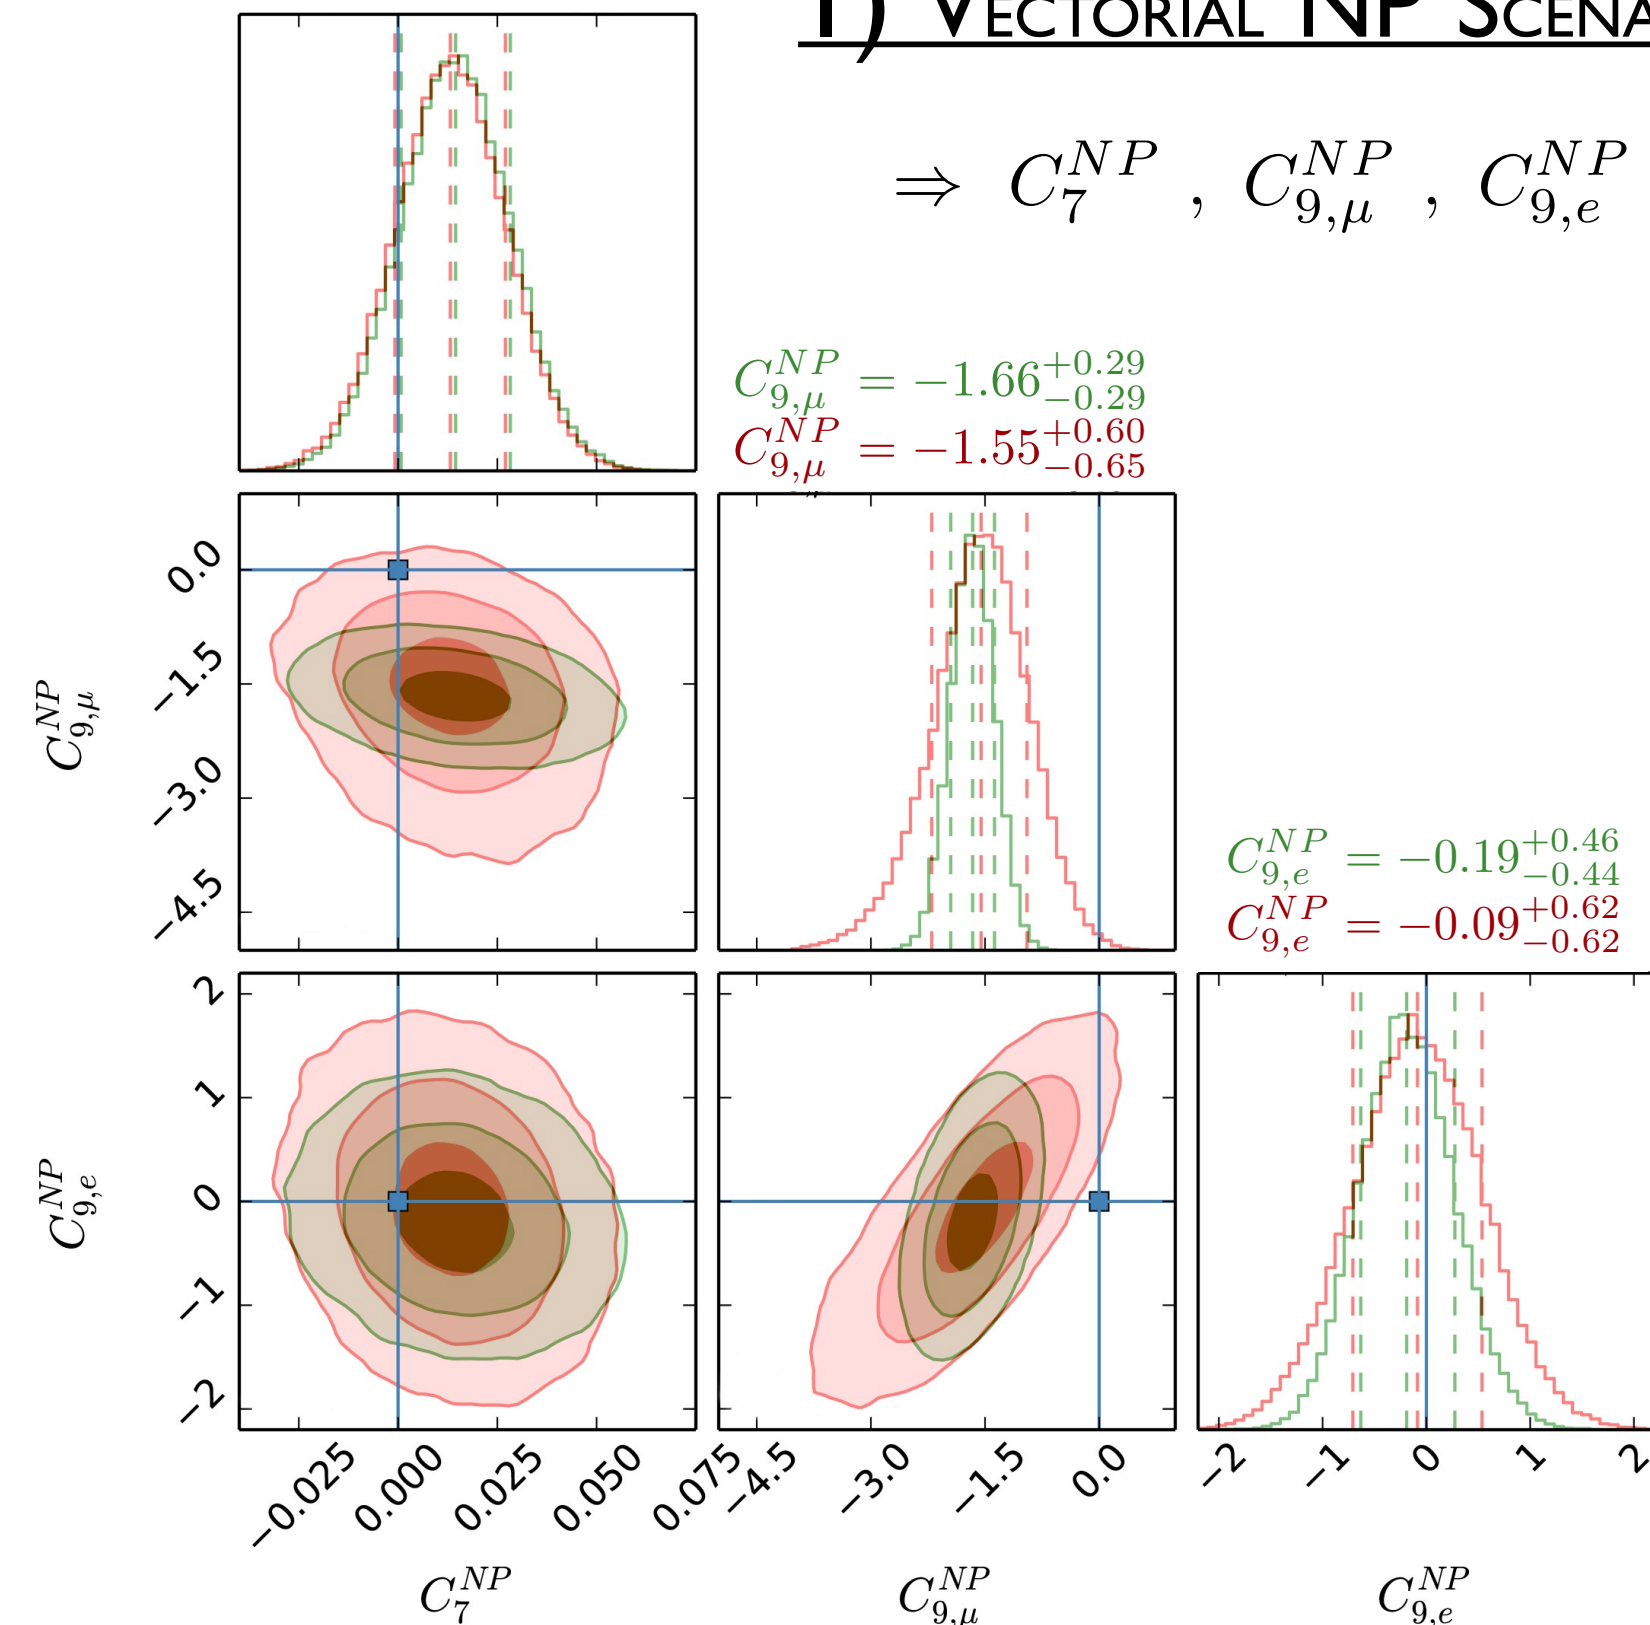 1) VECTORIAL NP SCENA
⇒ C_7^{NP} , C_{9,μ}^{NP} , C_{9,e}^{NP}
C_{9,μ}^{NP} = −1.66^{+0.29}_{−0.29}
C_{9,μ}^{NP} = −1.55^{+0.60}_{−0.65}
0.0
−1.5
−3.0
−4.5
C_{9,μ}^{NP}
C_{9,e}^{NP} = −0.19^{+0.46}_{−0.44}
C_{9,e}^{NP} = −0.09^{+0.62}_{−0.62}
2
1
0
−1
−2
C_{9,e}^{NP}
−0.025 0.000 0.025 0.050 0.075
−4.5 −3.0 −1.5 0.0
−2 −1 0 1 2
C_7^{NP}
C_{9,μ}^{NP}
C_{9,e}^{NP}